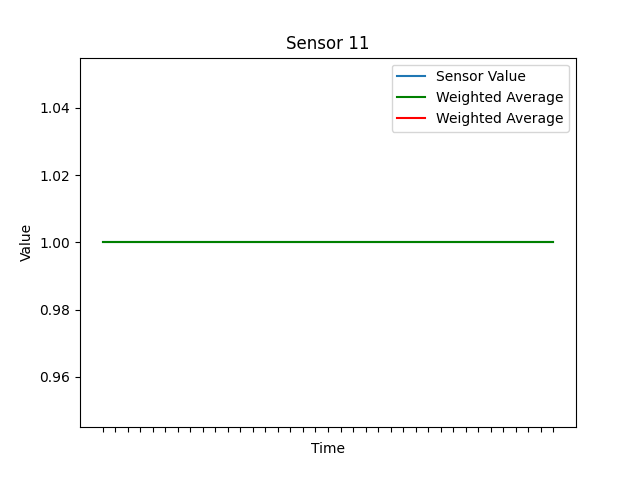 Sensor 11
Sensor Value
Weighted Average
Weighted Average
1.04
1.02
1.00
0.98
0.96
Value
Time